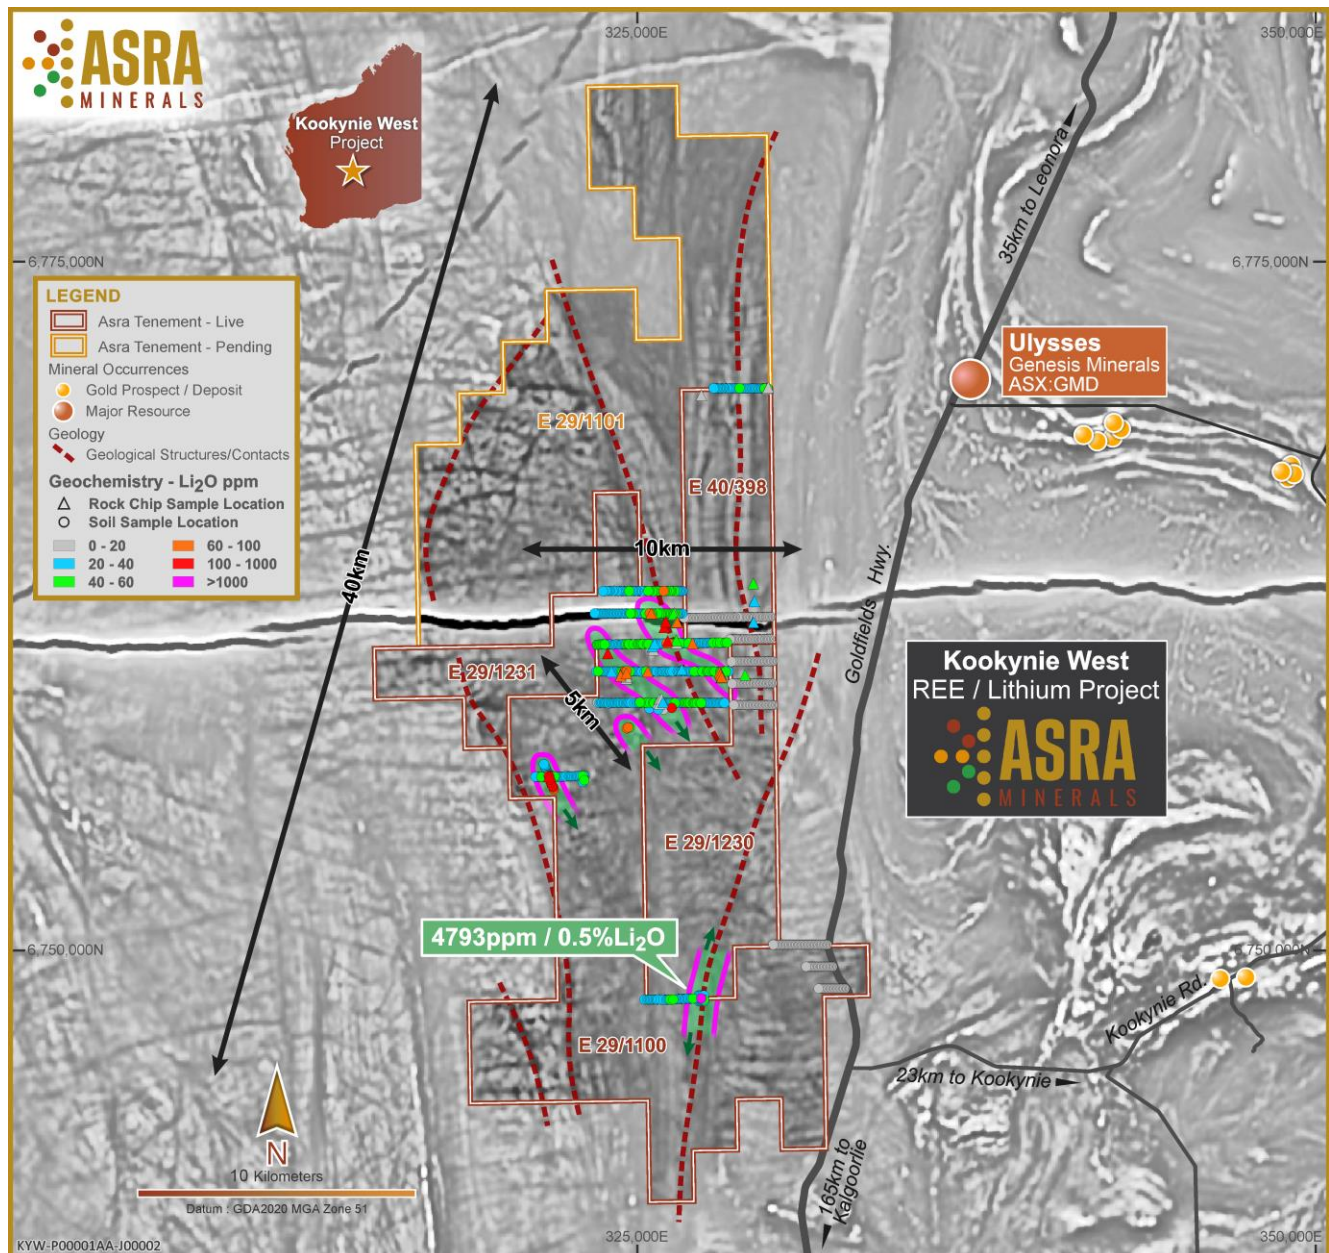 ASRA
MINERALS
325,000E
350,000E
Kookynie West
Project
35km to Leonora
6,775,000N
6,775,000N
LEGEND
Asra Tenement - Live
Asra Tenement - Pending
Mineral Occurrences
Gold Prospect / Deposit
Major Resource
Geology
Geological Structures/Contacts
Geochemistry - Li2O ppm
Rock Chip Sample Location
Soil Sample Location
0 - 20
60 - 100
20 - 40
100 - 1000
40 - 60
>1000
Ulysses
Genesis Minerals
ASX:GMD
E 29/1101
E 40/398
10km
40km
Goldfields Hwy.
E 29/1231
5km
Kookynie West
REE / Lithium Project
ASRA
MINERALS
E 29/1230
4793ppm / 0.5%Li2O
6,750,000N
6,750,000N
Kookynie Rd.
E 29/1100
23km to Kookynie
165km to
Kalgoorlie
N
10 Kilometers
Datum : GDA2020 MGA Zone 51
KYW-P00001AA-J00002
325,000E
350,000E